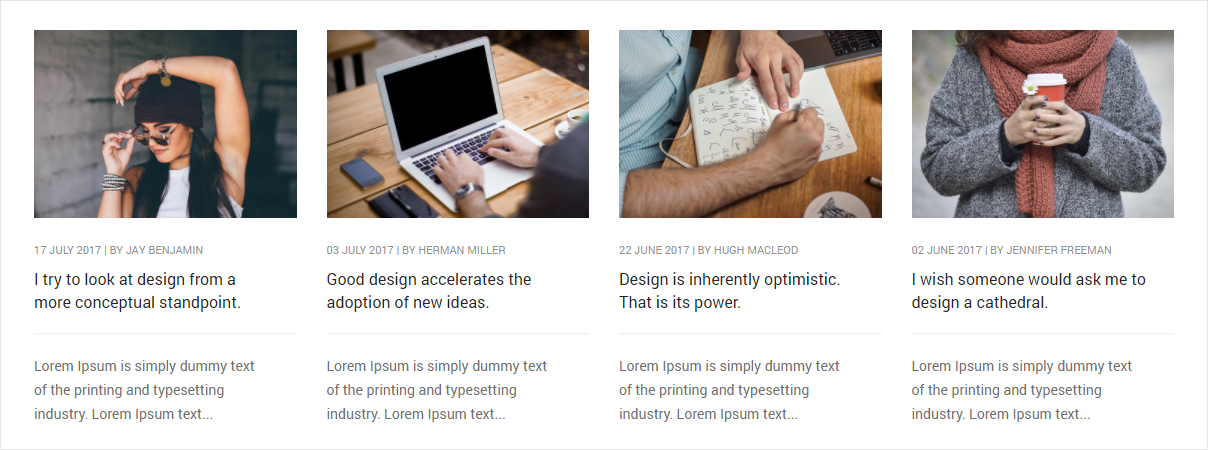 17 JULY 2017 | BY JAY BENJAMIN
I try to look at design from a
more conceptual standpoint.
Lorem Ipsum is simply dummy text
of the printing and typesetting
industry. Lorem Ipsum text...
03 JULY 2017 | BY HERMAN MILLER
Good design accelerates the
adoption of new ideas.
Lorem Ipsum is simply dummy text
of the printing and typesetting
industry. Lorem Ipsum text...
22 JUNE 2017 | BY HUGH MACLEOD
Design is inherently optimistic.
That is its power.
Lorem Ipsum is simply dummy text
of the printing and typesetting
industry. Lorem Ipsum text...
02 JUNE 2017 | BY JENNIFER FREEMAN
I wish someone would ask me to
design a cathedral.
Lorem Ipsum is simply dummy text
of the printing and typesetting
industry. Lorem Ipsum text...